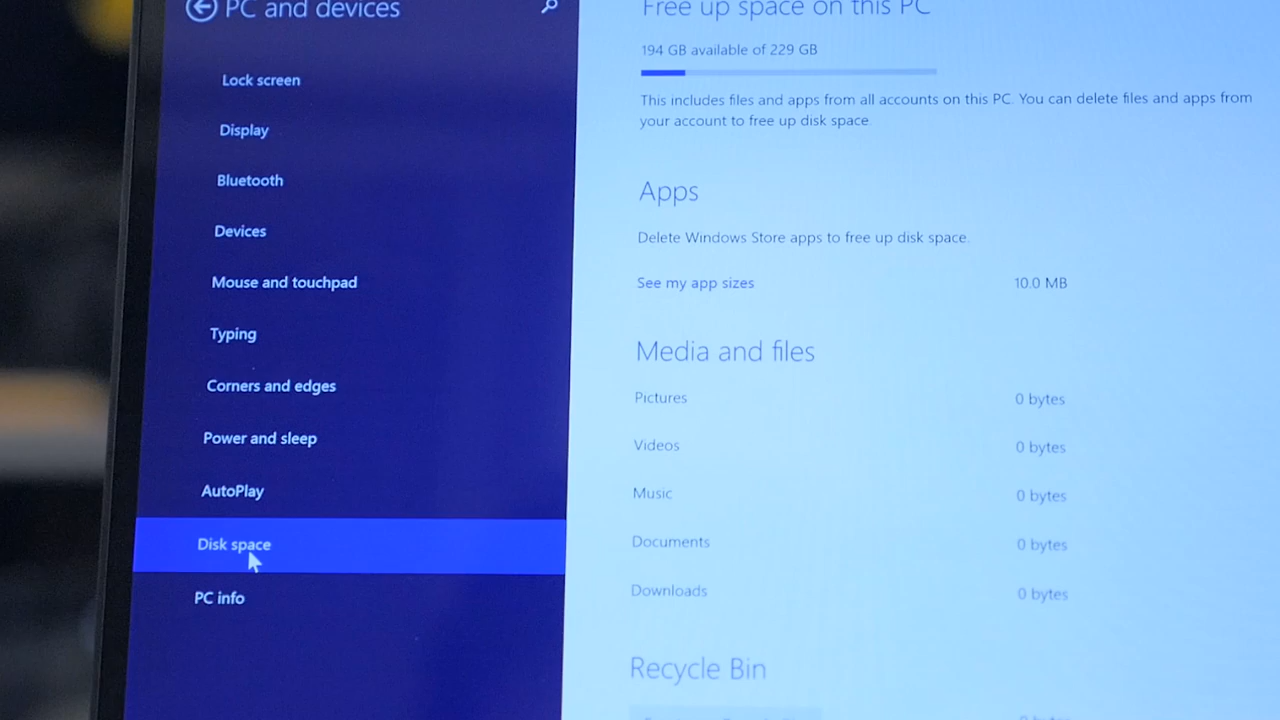 PC and devices
Lock screen
Display
Bluetooth
Devices
Mouse and touchpad
Typing
Corners and edges
Power and sleep
AutoPlay
Disk space
PC info
Free up space on this PC
194 GB available of 229 GB
This includes files and apps from all accounts on this PC. You can delete files and apps from
your account to free up disk space.
Apps
Delete Windows Store apps to free up disk space.
See my app sizes 10.0 MB
Media and files
Pictures 0 bytes
Videos 0 bytes
Music 0 bytes
Documents 0 bytes
Downloads 0 bytes
Recycle Bin